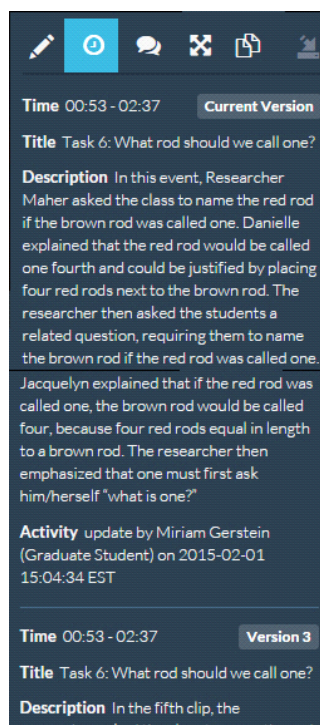 Time 00:53 - 02:37 Current Version
Title Task 6: What rod should we call one?
Description In this event, Researcher
Maher asked the class to name the red rod
if the brown rod was called one. Danielle
explained that the red rod would be called
one fourth and could be justified by placing
four red rods next to the brown rod. The
researcher then asked the students a
related question, requiring them to name
the brown rod if the red rod was called one.
Jacquelyn explained that if the red rod was
called one, the brown rod would be called
four, because four red rods equal in length
to a brown rod. The researcher then
emphasized that one must first ask
him/herself “what is one?”
Activity update by Miriam Gerstein
(Graduate Student) on 2015-02-01
15:04:34 EST
Time 00:53 - 02:37 Version 3
Title Task 6: What rod should we call one?
Description In the fifth clip, the